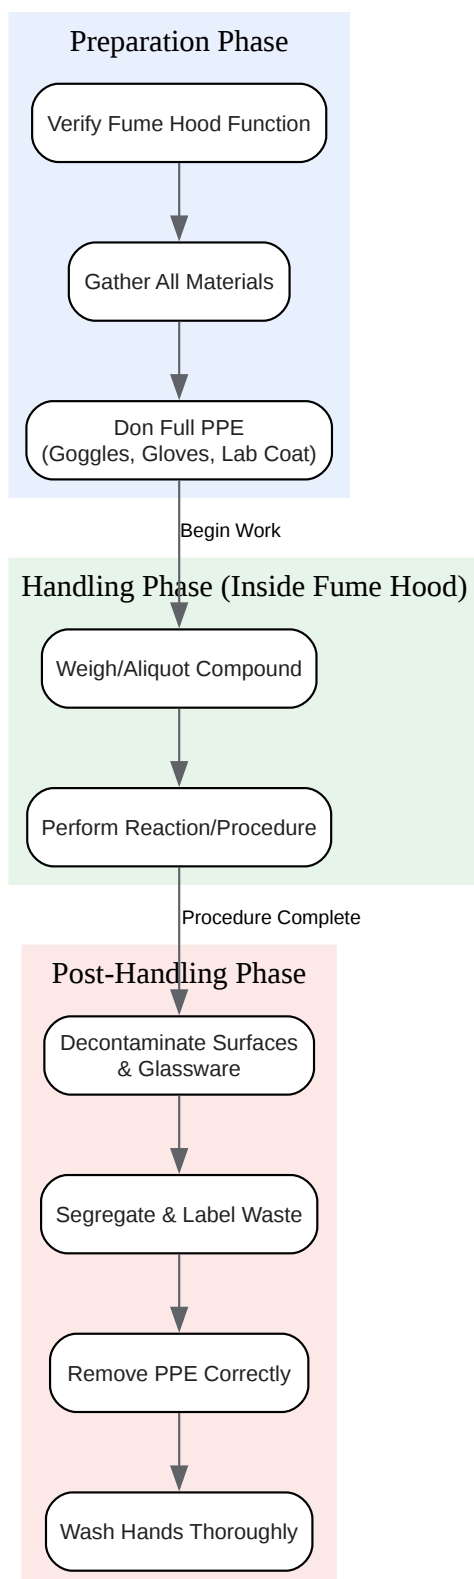 Preparation Phase
Verify Fume Hood Function
Gather All Materials
Don Full PPE
(Goggles, Gloves, Lab Coat)
Begin Work
Handling Phase (Inside Fume Hood)
Weigh/Aliquot Compound
Perform Reaction/Procedure
Procedure Complete
Post-Handling Phase
Decontaminate Surfaces
& Glassware
Segregate & Label Waste
Remove PPE Correctly
Wash Hands Thoroughly